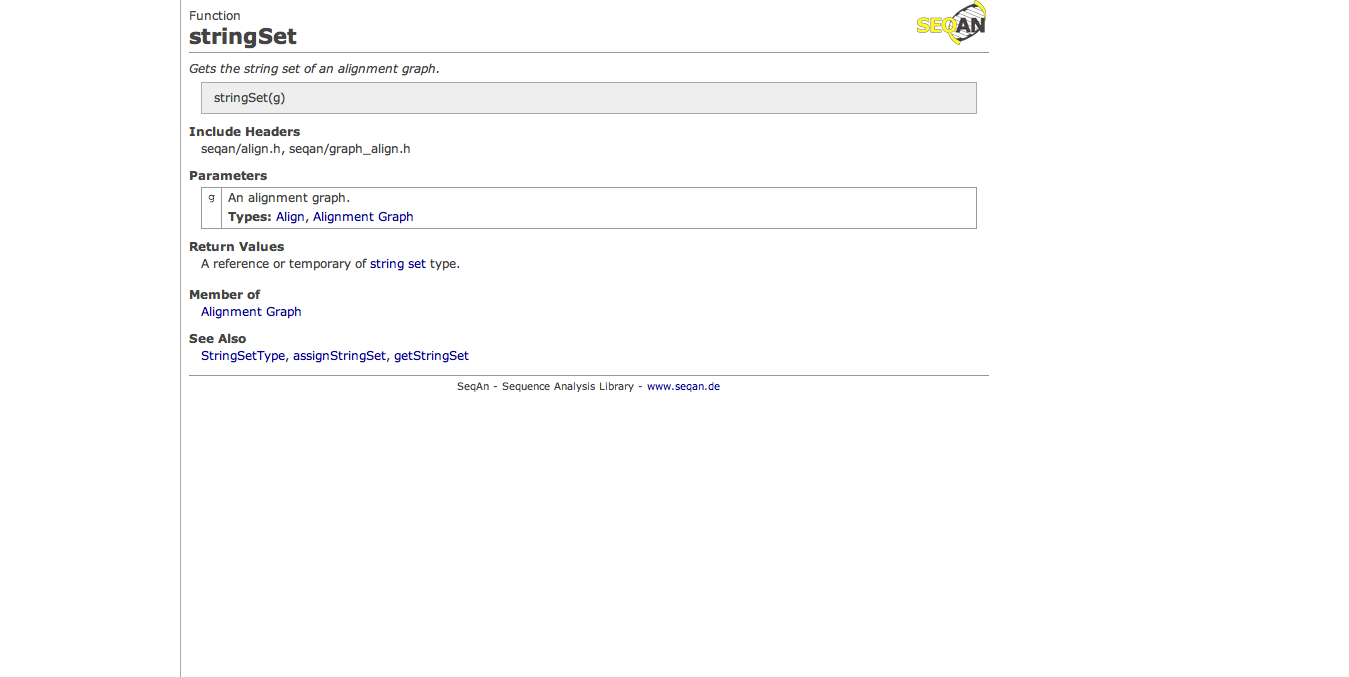 Function
SEQAN
stringSet
Gets the string set of an alignment graph.
stringSet(g)
Include Headers
seqan/align.h, seqan/graph_align.h
Parameters
g An alignment graph.
Types: Align, Alignment Graph
Return Values
A reference or temporary of string set type.
Member of
Alignment Graph
See Also
StringSetType, assignStringSet, getStringSet
SeqAn - Sequence Analysis Library - www.seqan.de